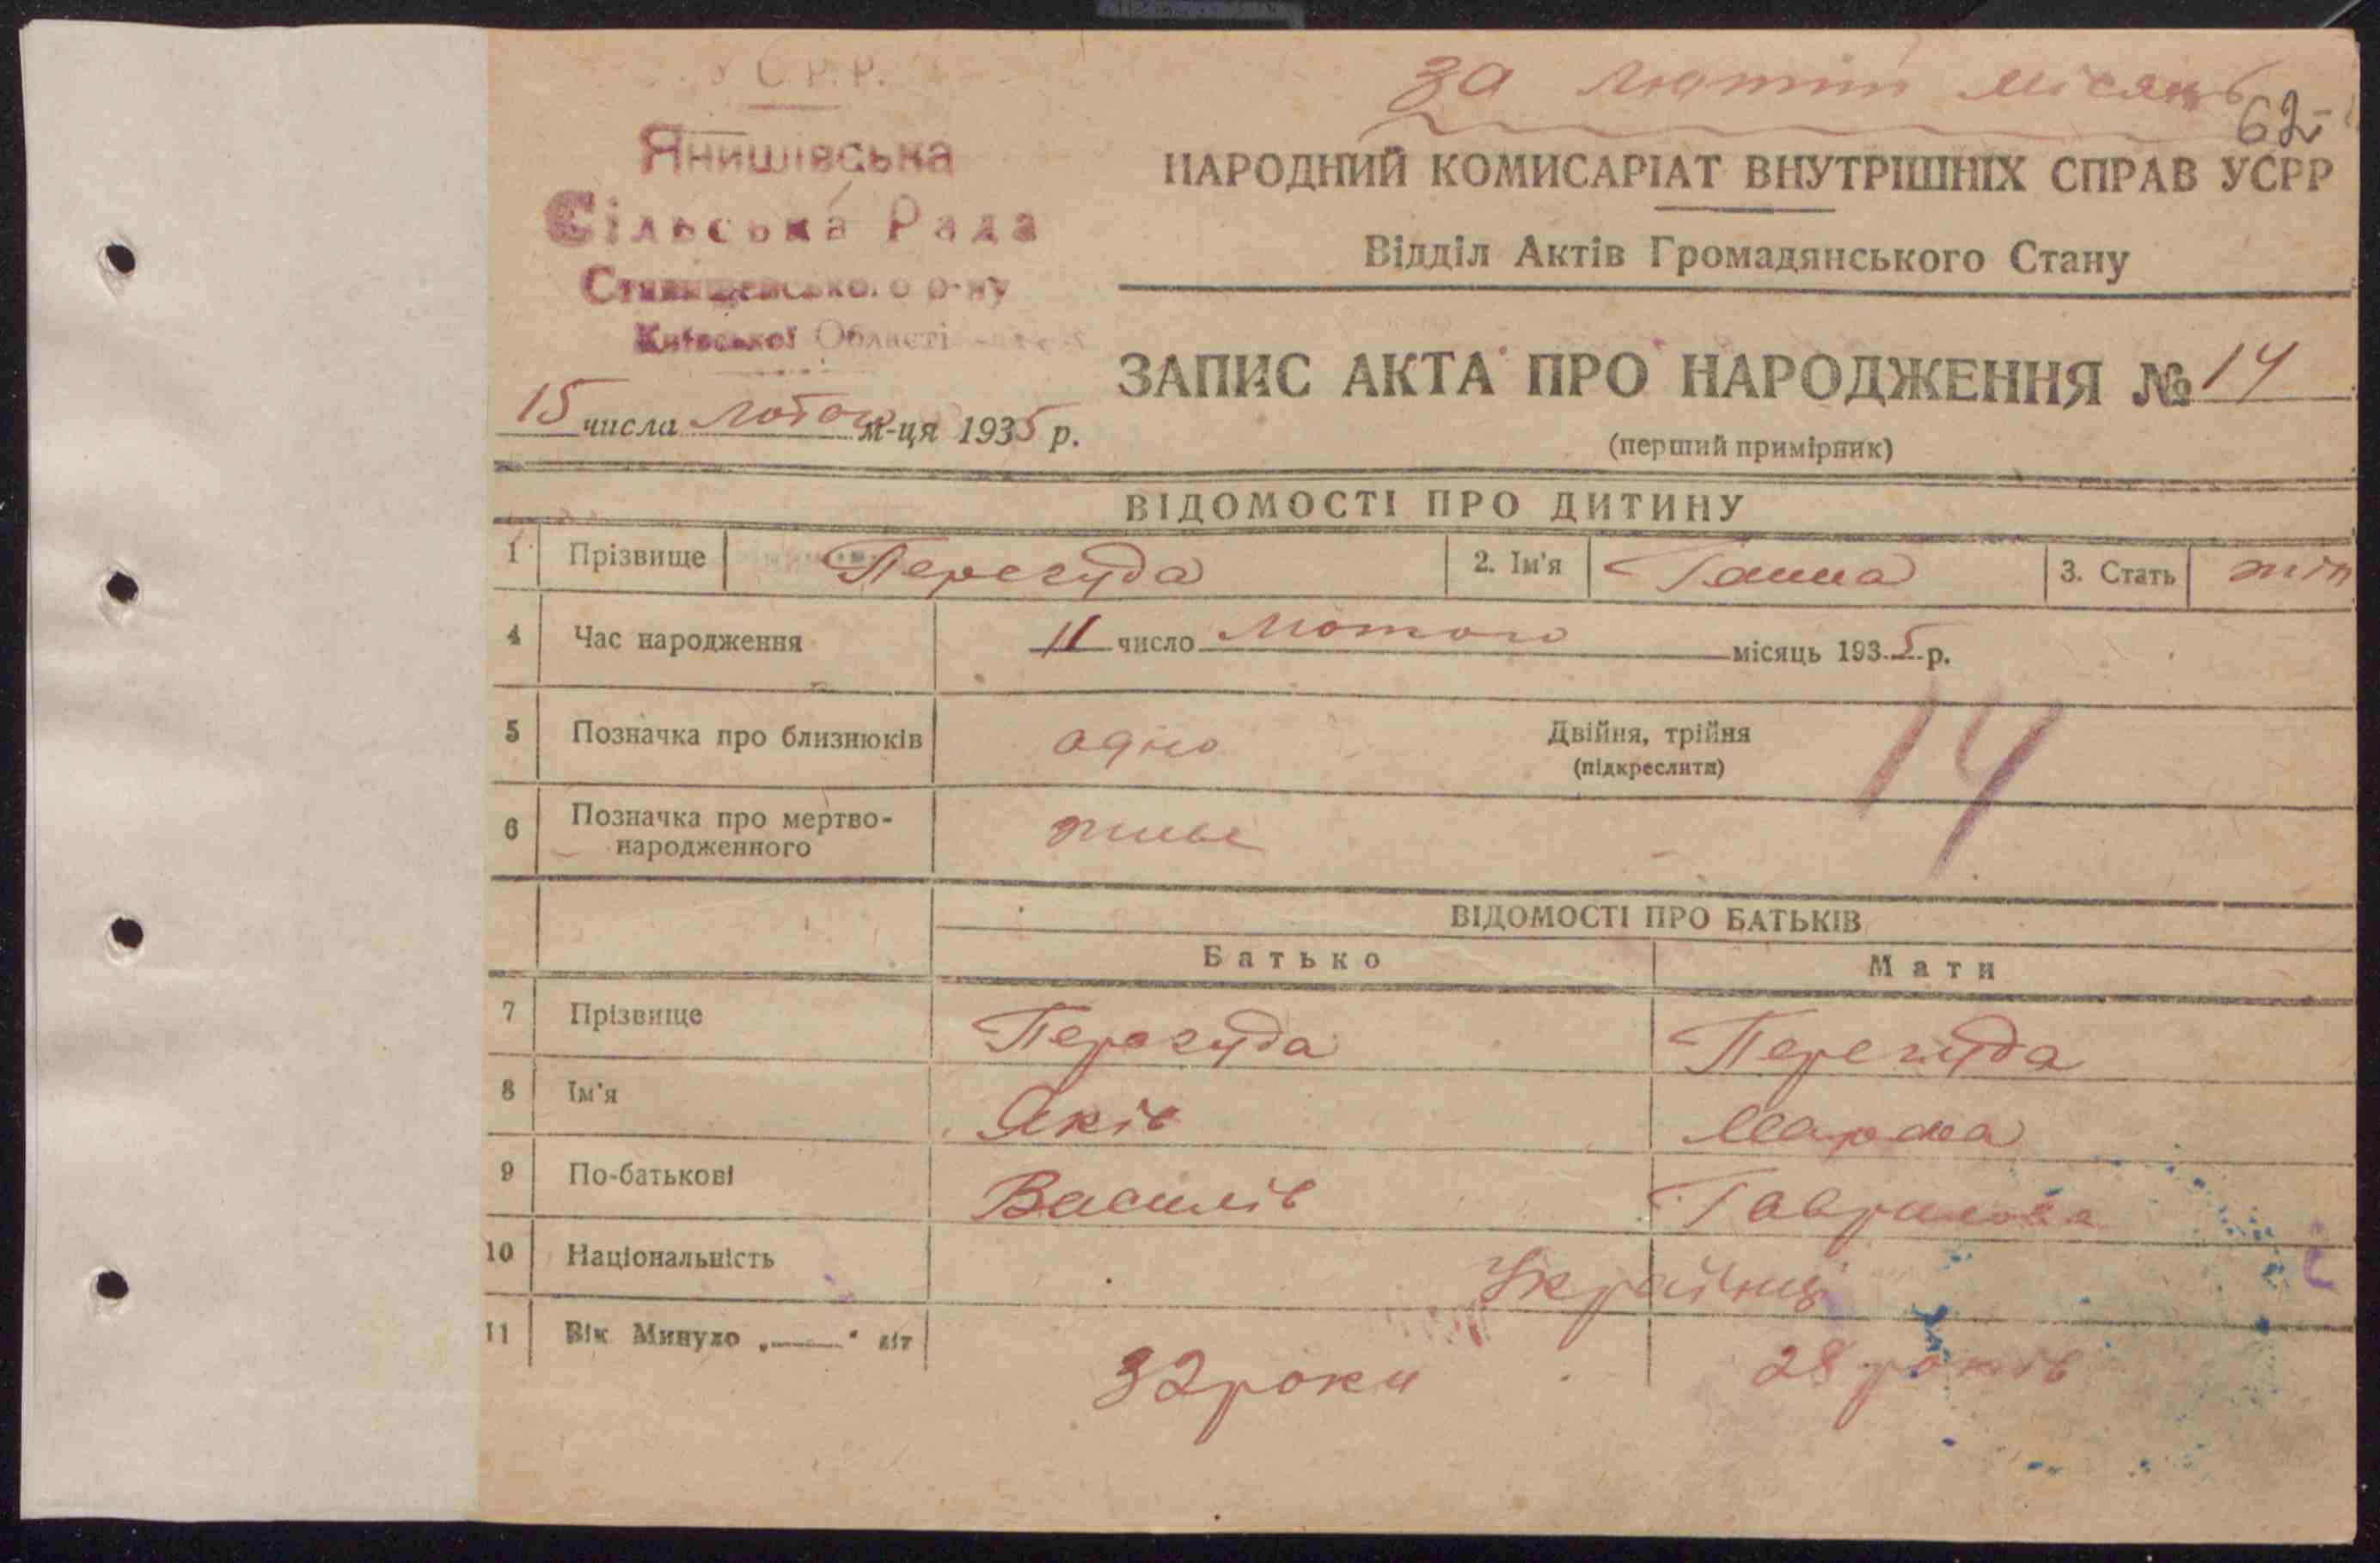 У С.Р.Р.
за лютий місяць
62
Янишівська
Сільська Рада
Ставищенського р-ну
Київської Області
15 числа Лютого м-ця 1935 р.
НАРОДНИЙ КОМИСАРІАТ ВНУТРІШНІХ СПРАВ УСРР
Відділ Актів Громадянського Стану
ЗАПИС АКТА ПРО НАРОДЖЕННЯ № 14
(перший примірник)
ВІДОМОСТІ ПРО ДИТИНУ
1 Прізвище Перегуда 2. Ім'я Ганна 3. Стать жін
4 Час народження 11 число Лютого місяць 1935 р.
5 Позначка про близнюків одно Двійня, трійня
(підкреслити)
14
6 Позначка про мертво-
народженного живе
ВІДОМОСТІ ПРО БАТЬКІВ
Батько Мати
7 Прізвище Перегуда Перегуда
8 Ім'я Яків
9 По-батькові Василів Гаврилова
10 Національність Українці
11 Вік Минуло „——“ літ 32 роки 28 років